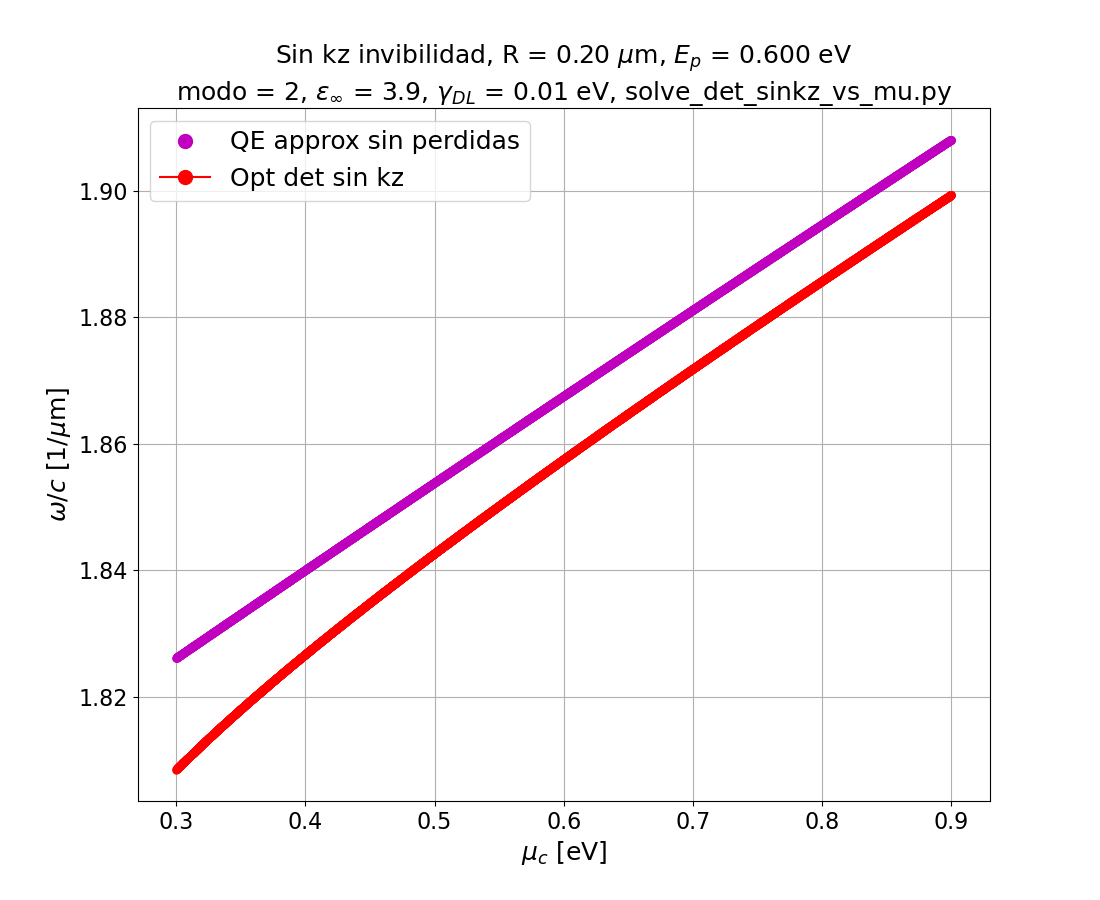 Sin kz invibilidad, R = 0.20 μm, E_p = 0.600 eV
modo = 2, ε_∞ = 3.9, γ_DL = 0.01 eV, solve_det_sinkz_vs_mu.py
QE approx sin perdidas
Opt det sin kz
1.90
1.88
1.86
1.84
1.82
ω/c [1/μm]
0.3 0.4 0.5 0.6 0.7 0.8 0.9
μ_c [eV]